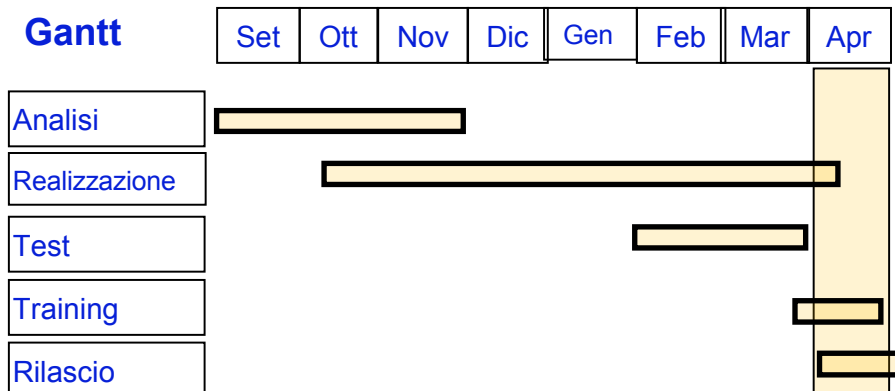 Gantt Set Ott Nov Dic Gen Feb Mar Apr
Analisi
Realizzazione
Test
Training
Rilascio